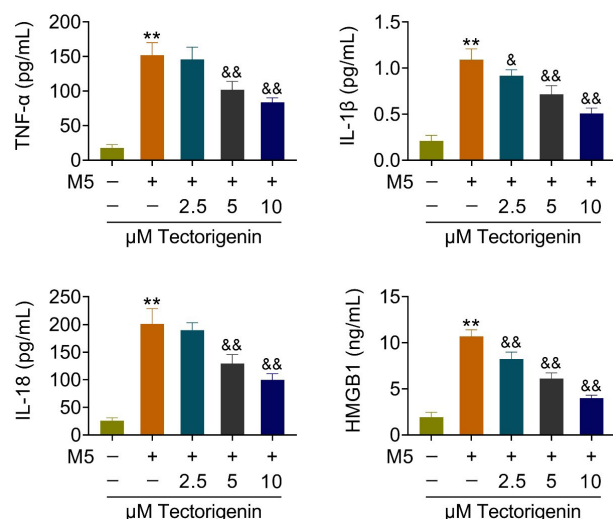 TNF-α (pg/mL)
200
150
100
50
0
**
&&
&&
M5 – + + + +
– – 2.5 5 10
μM Tectorigenin
IL-1β (pg/mL)
1.5
1.0
0.5
0.0
**
&
&&
&&
M5 – + + + +
– – 2.5 5 10
μM Tectorigenin
IL-18 (pg/mL)
250
200
150
100
50
0
**
&&
&&
M5 – + + + +
– – 2.5 5 10
μM Tectorigenin
HMGB1 (ng/mL)
15
10
5
0
**
&&
&&
&&
M5 – + + + +
– – 2.5 5 10
μM Tectorigenin